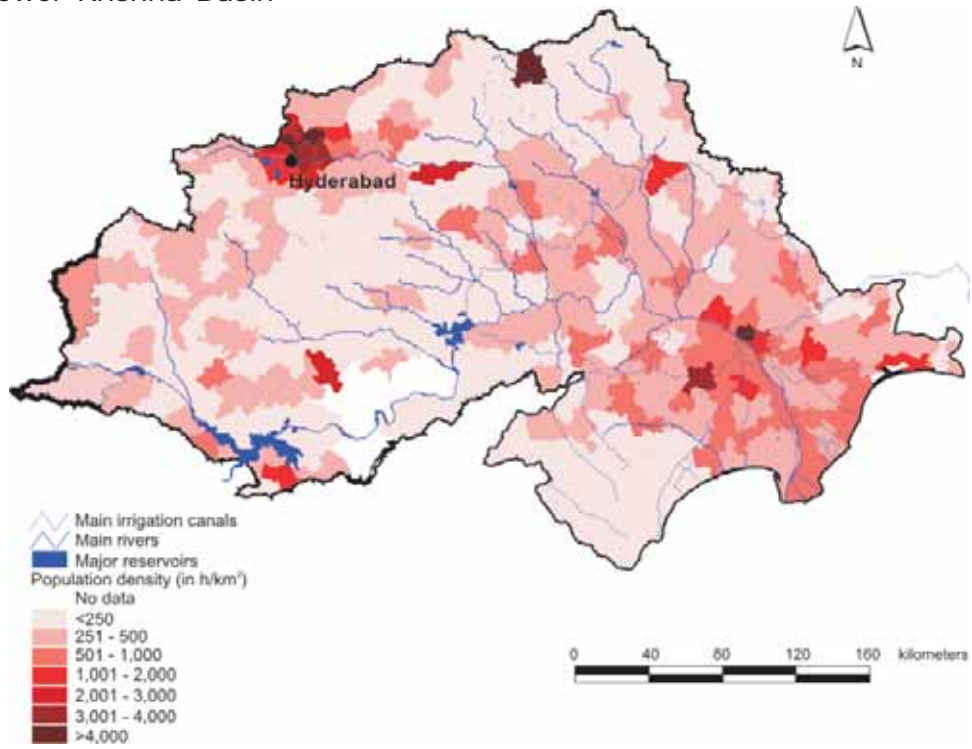 N
Hyderabad
Main irrigation canals
Main rivers
Major reservoirs
Population density (in h/km²)
No data
<250
251 - 500
501 - 1,000
1,001 - 2,000
2,001 - 3,000
3,001 - 4,000
>4,000
0 40 80 120 160 kilometers